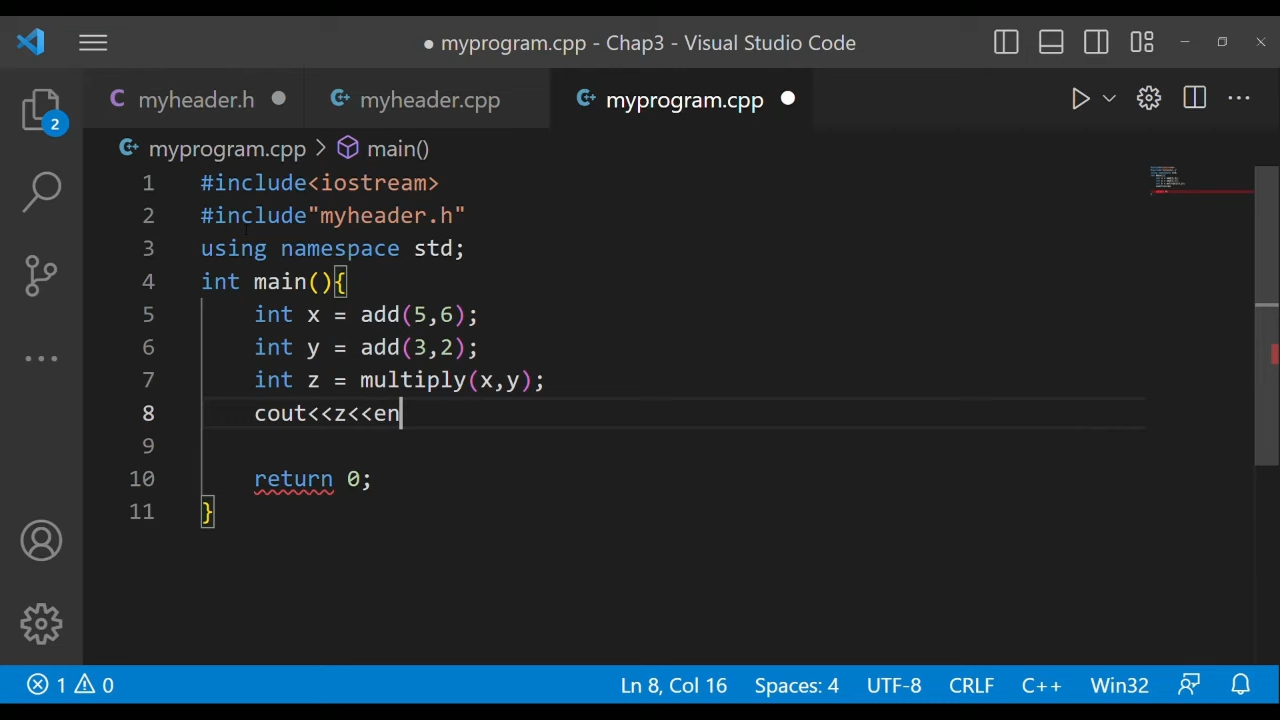 myprogram.cpp - Chap3 - Visual Studio Code
myheader.h
myheader.cpp
myprogram.cpp
2
myprogram.cpp > main()
1 #include<iostream>
2 #include"myheader.h"
3 using namespace std;
4 int main(){
5 int x = add(5,6);
6 int y = add(3,2);
7 int z = multiply(x,y);
8 cout<<z<<en
9
10 return 0;
11 }
1 0 Ln 8, Col 16 Spaces: 4 UTF-8 CRLF C++ Win32